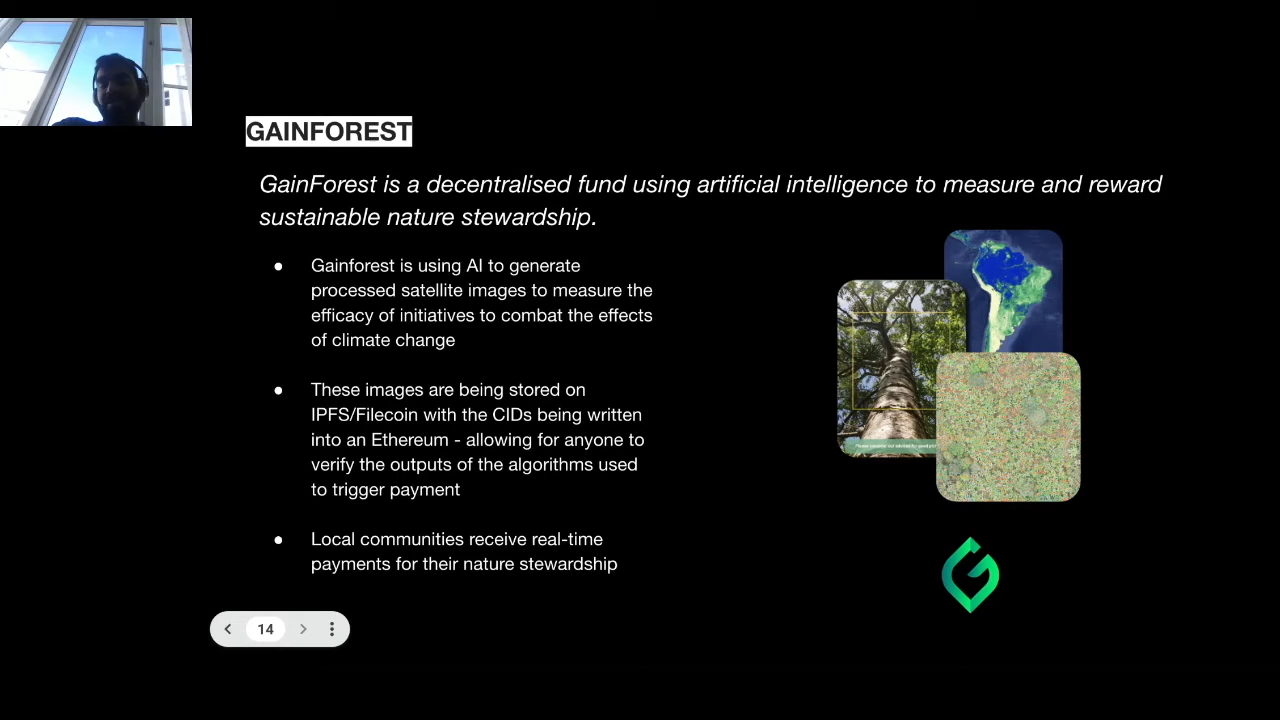 GAINFOREST
GainForest is a decentralised fund using artificial intelligence to measure and reward
sustainable nature stewardship.
● Gainforest is using AI to generate
processed satellite images to measure the
efficacy of initiatives to combat the effects
of climate change
● These images are being stored on
IPFS/Filecoin with the CIDs being written
into an Ethereum - allowing for anyone to
verify the outputs of the algorithms used
to trigger payment
● Local communities receive real-time
payments for their nature stewardship
14